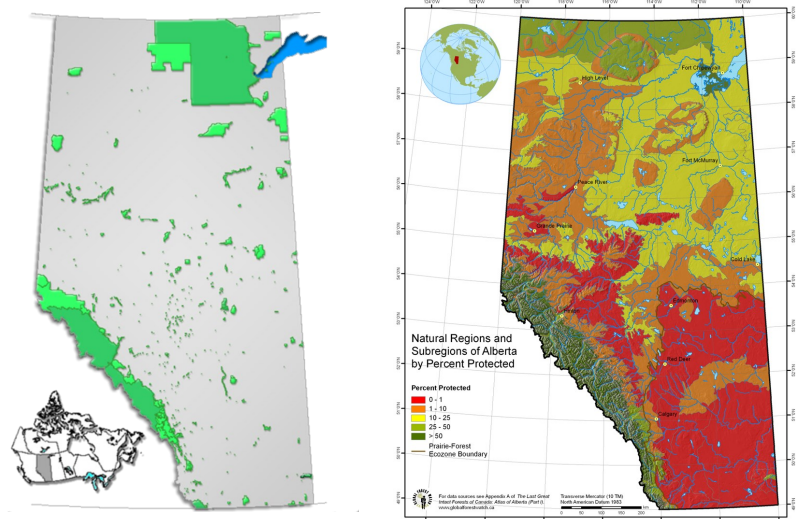 High Level
Fort Chipewyan
Fort McMurray
Peace River
Grande Prairie
Cold Lake
Edmonton
Hinton
Red Deer
Calgary
Natural Regions and
Subregions of Alberta
by Percent Protected
Percent Protected
0 - 1
1 - 10
10 - 25
25 - 50
> 50
Prairie-Forest
Ecozone Boundary
For data sources see Appendix A of The Last Great
Intact Forests of Canada: Atlas of Alberta (Part I).
www.globalforestwatch.ca
Transverse Mercator (10 TM)
North American Datum 1983